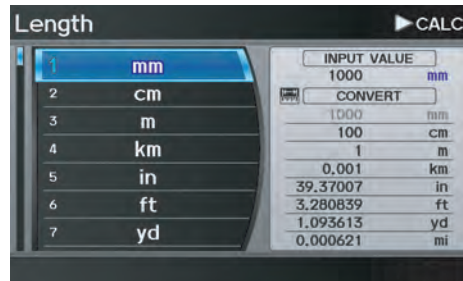 Length ▶CALC
1 mm
2 cm
3 m
4 km
5 in
6 ft
7 yd
INPUT VALUE
1000 mm
CONVERT
1000 mm
100 cm
1 m
0.001 km
39.37007 in
3.280839 ft
1.093613 yd
0.000621 mi